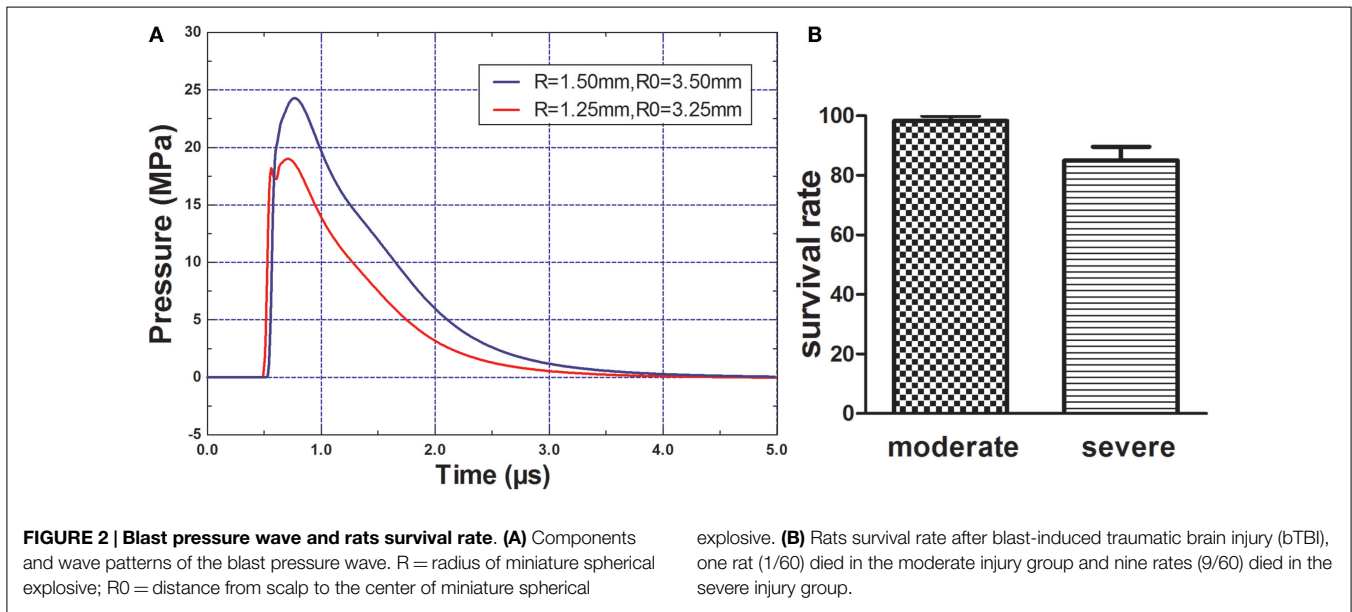 A
30
25
20
15
10
5
0
-5
Pressure (MPa)
R=1.50mm,R0=3.50mm
R=1.25mm,R0=3.25mm
0.0 1.0 2.0 3.0 4.0 5.0
Time (µs)
B
100
80
60
40
20
0
survival rate
moderate severe
FIGURE 2 | Blast pressure wave and rats survival rate. (A) Components
and wave patterns of the blast pressure wave. R = radius of miniature spherical
explosive; R0 = distance from scalp to the center of miniature spherical
explosive. (B) Rats survival rate after blast-induced traumatic brain injury (bTBI),
one rat (1/60) died in the moderate injury group and nine rates (9/60) died in the
severe injury group.